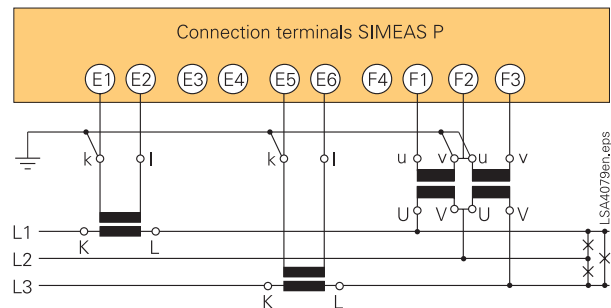 Connection terminals SIMEAS P
E1 E2 E3 E4 E5 E6 F4 F1 F2 F3
k l k l u v u v
U V U V
L1 K L
L2
L3 K L
LSA4079en.eps